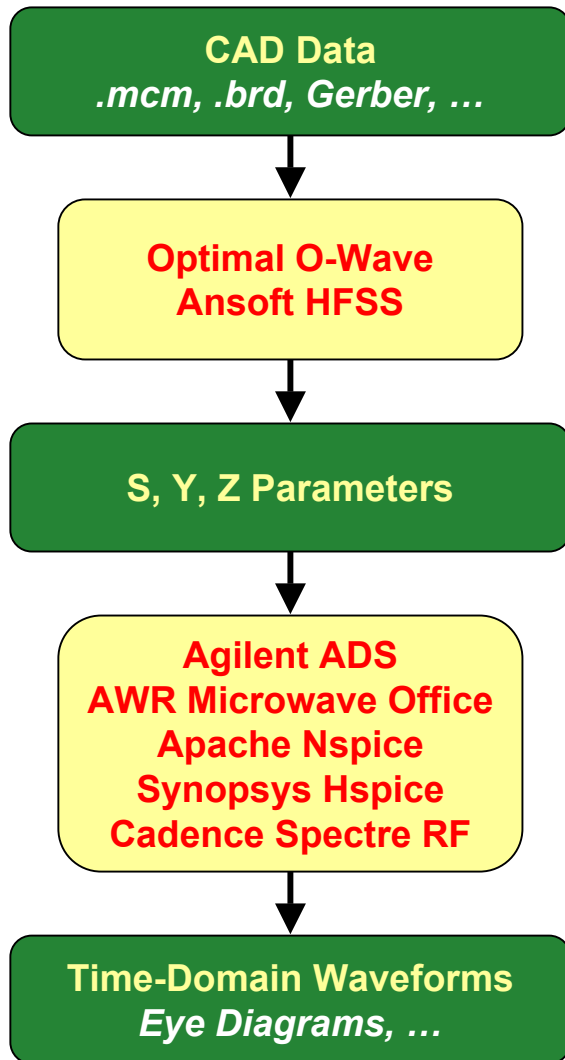 CAD Data
.mcm, .brd, Gerber, …
Optimal O-Wave
Ansoft HFSS
S, Y, Z Parameters
Agilent ADS
AWR Microwave Office
Apache Nspice
Synopsys Hspice
Cadence Spectre RF
Time-Domain Waveforms
Eye Diagrams, …